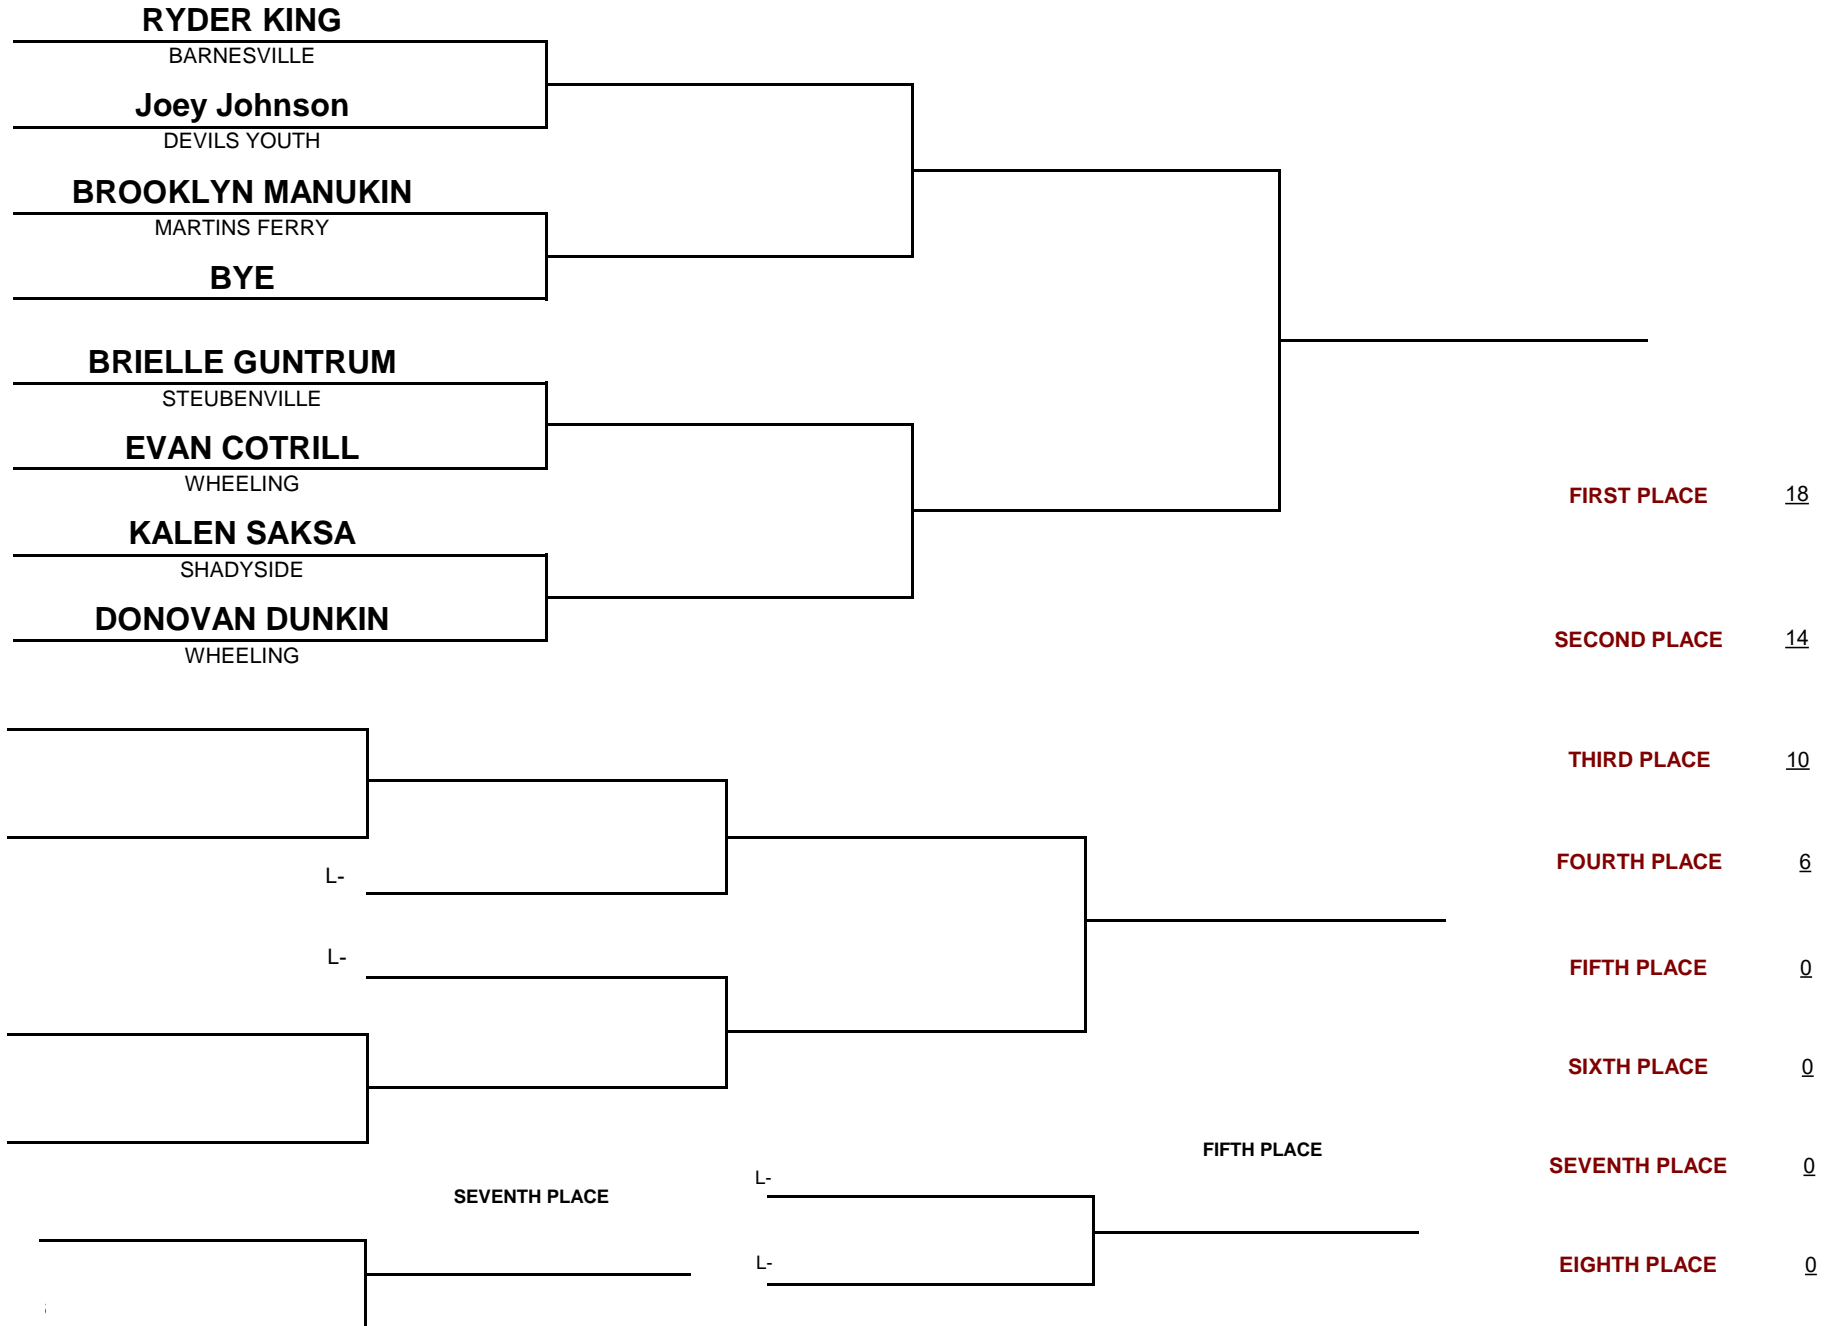 RYDER KING
BARNESVILLE
Joey Johnson
DEVILS YOUTH
BROOKLYN MANUKIN
MARTINS FERRY
BYE
BRIELLE GUNTRUM
STEUBENVILLE
EVAN COTRILL
WHEELING
KALEN SAKSA
SHADYSIDE
DONOVAN DUNKIN
WHEELING
FIRST PLACE 18
SECOND PLACE 14
THIRD PLACE 10
FOURTH PLACE 6
FIFTH PLACE 0
SIXTH PLACE 0
SEVENTH PLACE 0
EIGHTH PLACE 0
L-
L-
FIFTH PLACE
L-
SEVENTH PLACE
L-